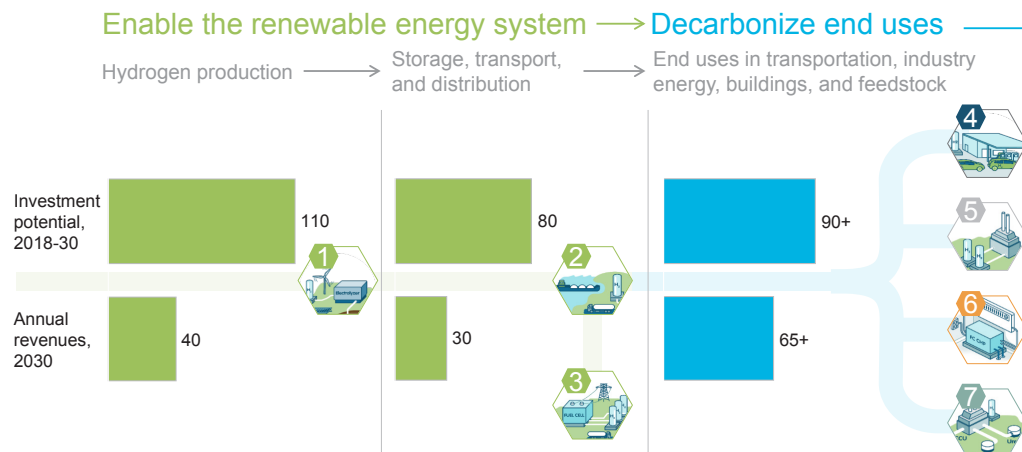 Enable the renewable energy system
Decarbonize end uses
Hydrogen production
Storage, transport,
and distribution
End uses in transportation, industry
energy, buildings, and feedstock
Investment
potential,
2018-30
110
80
90+
Annual
revenues,
2030
40
30
65+
1
Electrolyser
2
3
FUEL CELL
4
5
6
FC CHP
7